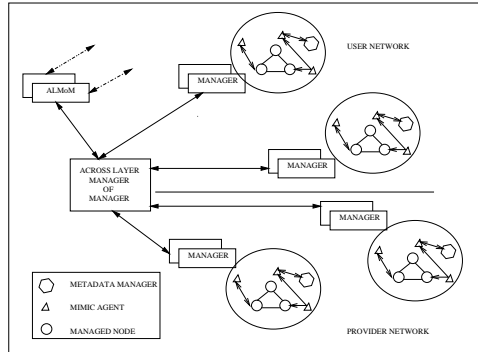 USER NETWORK
ALMoM
MANAGER
MANAGER
ACROSS LAYER
MANAGER
OF
MANAGER
MANAGER
MANAGER
METADATA MANAGER
MIMIC AGENT
MANAGED NODE
PROVIDER NETWORK